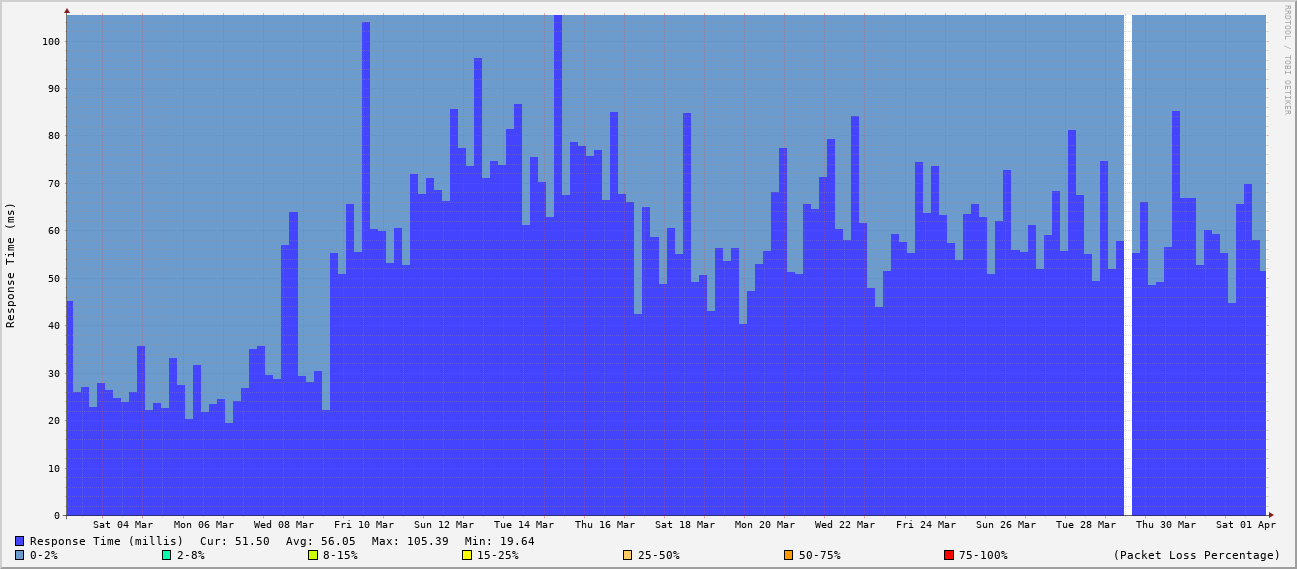 RRDTOOL / TOBI OETIKER
Response Time (ms)
100
90
80
70
60
50
40
30
20
10
0
Sat 04 Mar Mon 06 Mar Wed 08 Mar Fri 10 Mar Sun 12 Mar Tue 14 Mar Thu 16 Mar Sat 18 Mar Mon 20 Mar Wed 22 Mar Fri 24 Mar Sun 26 Mar Tue 28 Mar Thu 30 Mar Sat 01 Apr
Response Time (millis) Cur: 51.50 Avg: 56.05 Max: 105.39 Min: 19.64
0-2% 2-8% 8-15% 15-25% 25-50% 50-75% 75-100% (Packet Loss Percentage)